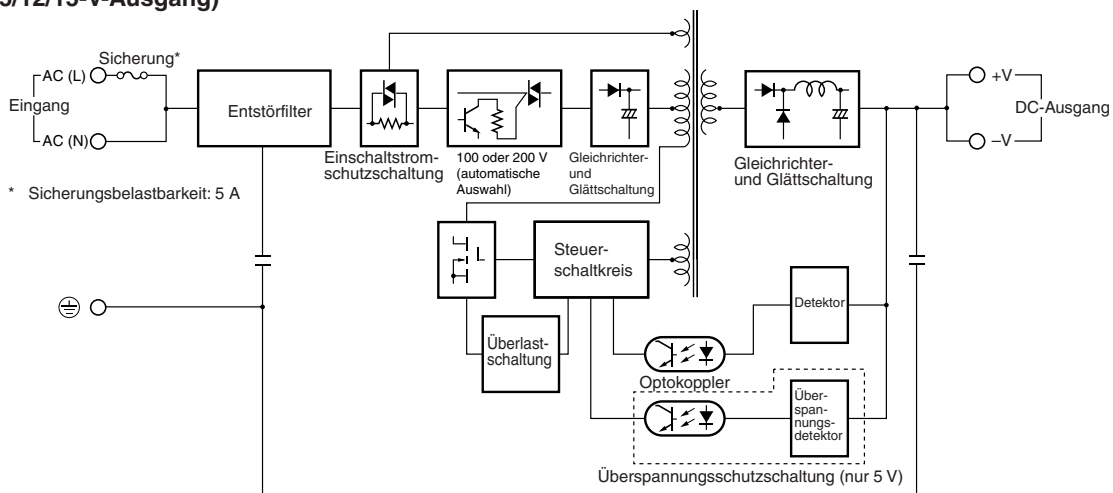 5/12/15-V-Ausgang)
Sicherung*
AC (L)
Eingang
AC (N)
* Sicherungsbelastbarkeit: 5 A
Entstörfilter
Einschaltstrom-
schutzschaltung
100 oder 200 V
(automatische
Auswahl)
Gleichrichter-
und
Glättschaltung
Gleichrichter-
und Glättschaltung
+V
DC-Ausgang
–V
Steuer-
schaltkreis
Überlast-
schaltung
Detektor
Optokoppler
Über-
span-
nungs-
detektor
Überspannungsschutzschaltung (nur 5 V)